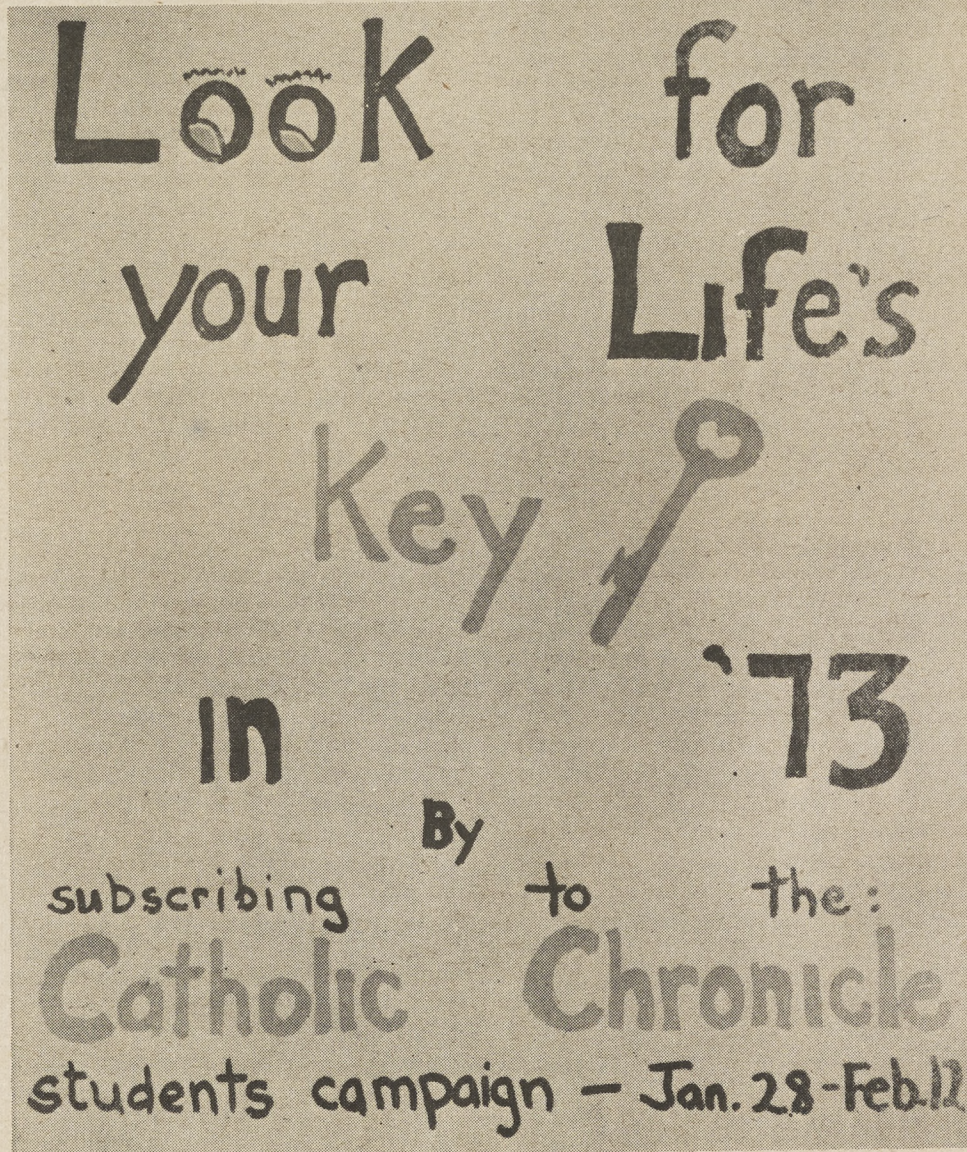 Look for
your Life's
Key
in '73
By
subscribing to the:
Catholic Chronicle
students campaign - Jan. 28-Feb.12